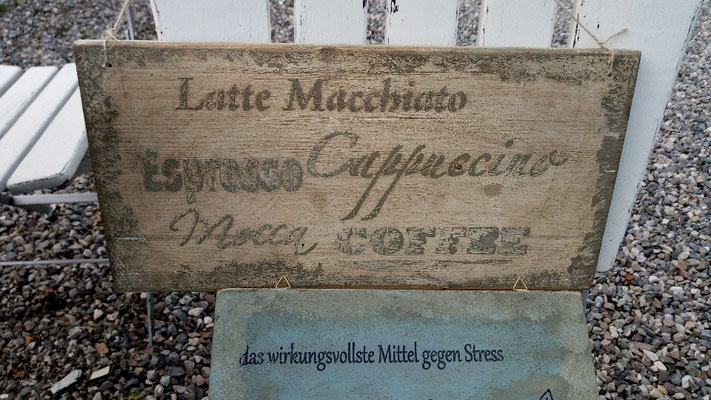 Latte Macchiato
Espresso Cappuccino
Mocca COFFEE
das wirkungsvollste Mittel gegen Stress